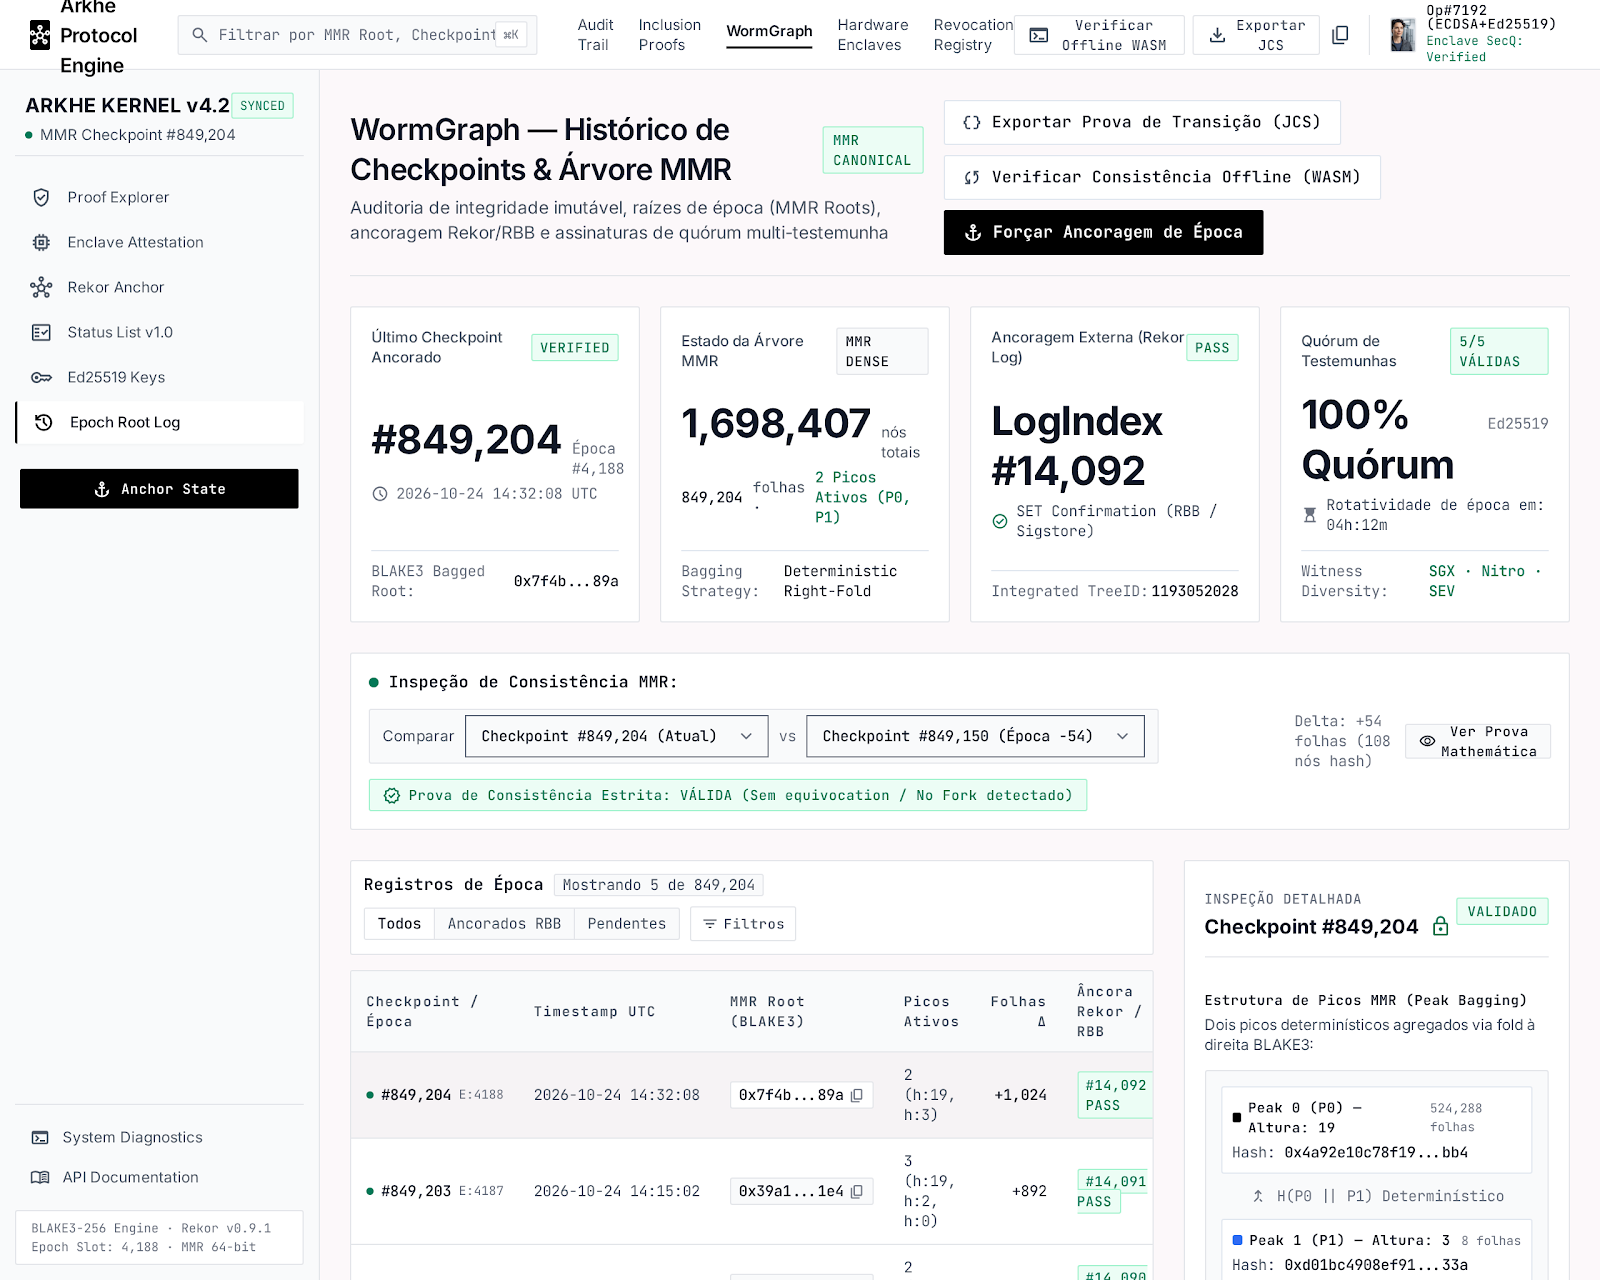 Arkhe
Protocol
Engine
Filtrar por MMR Root, Checkpoint
⌘K
Audit
Trail
Inclusion
Proofs
WormGraph
Hardware
Enclaves
Revocation
Registry
Verificar
Offline WASM
Exportar
JCS
Op#7192
(ECDSA+Ed25519)
Enclave SecQ:
Verified
ARKHE KERNEL v4.2
SYNCED
MMR Checkpoint #849,204
Proof Explorer
Enclave Attestation
Rekor Anchor
Status List v1.0
Ed25519 Keys
Epoch Root Log
Anchor State
System Diagnostics
API Documentation
BLAKE3-256 Engine · Rekor v0.9.1
Epoch Slot: 4,188 · MMR 64-bit
WormGraph — Histórico de
Checkpoints & Árvore MMR
MMR
CANONICAL
Auditoria de integridade imutável, raízes de época (MMR Roots),
ancoragem Rekor/RBB e assinaturas de quórum multi-testemunha
{} Exportar Prova de Transição (JCS)
Verificar Consistência Offline (WASM)
Forçar Ancoragem de Época
Último Checkpoint
Ancorado
VERIFIED
#849,204
Época
#4,188
2026-10-24 14:32:08 UTC
BLAKE3 Bagged
Root:
0x7f4b...89a
Estado da Árvore
MMR
MMR
DENSE
1,698,407
nós
totais
849,204
folhas
·
2 Picos
Ativos (P0,
P1)
Bagging
Strategy:
Deterministic
Right-Fold
Ancoragem Externa (Rekor
Log)
PASS
LogIndex
#14,092
SET Confirmation (RBB /
Sigstore)
Integrated TreeID:
1193052028
Quórum de
Testemunhas
5/5
VÁLIDAS
100%
Quórum
Ed25519
Rotatividade de época em:
04h:12m
Witness
Diversity:
SGX · Nitro ·
SEV
Inspeção de Consistência MMR:
Comparar
Checkpoint #849,204 (Atual)
vs
Checkpoint #849,150 (Época -54)
Prova de Consistência Estrita: VÁLIDA (Sem equivocation / No Fork detectado)
Delta: +54
folhas (108
nós hash)
Ver Prova
Matemática
Registros de Época
Mostrando 5 de 849,204
Todos
Ancorados RBB
Pendentes
Filtros
Checkpoint /
Época
Timestamp UTC
MMR Root
(BLAKE3)
Picos
Ativos
Folhas
Δ
Âncora
Rekor /
RBB
#849,204 E:4188
2026-10-24 14:32:08
0x7f4b...89a
2
(h:19,
h:3)
+1,024
#14,092
PASS
#849,203 E:4187
2026-10-24 14:15:02
0x39a1...1e4
3
(h:19,
h:2,
h:0)
+892
#14,091
PASS
2
#14,090
INSPEÇÃO DETALHADA
Checkpoint #849,204
VALIDADO
Estrutura de Picos MMR (Peak Bagging)
Dois picos determinísticos agregados via fold à
direita BLAKE3:
Peak 0 (P0) —
Altura: 19
524,288
folhas
Hash: 0x4a92e10c78f19...bb4
H(P0 || P1) Determinístico
Peak 1 (P1) — Altura: 3
8 folhas
Hash: 0xd01bc4908ef91...33a